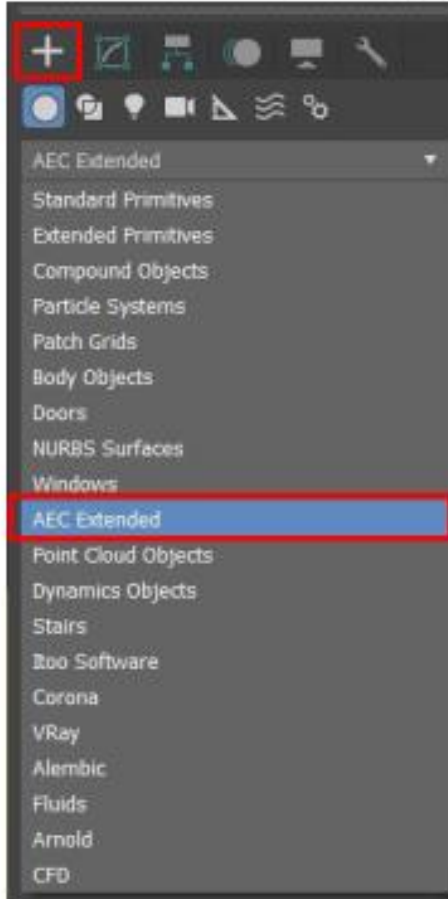 AEC Extended
Standard Primitives
Extended Primitives
Compound Objects
Particle Systems
Patch Grids
Body Objects
Doors
NURBS Surfaces
Windows
AEC Extended
Point Cloud Objects
Dynamics Objects
Stairs
Itoo Software
Corona
VRay
Alembic
Fluids
Arnold
CFD